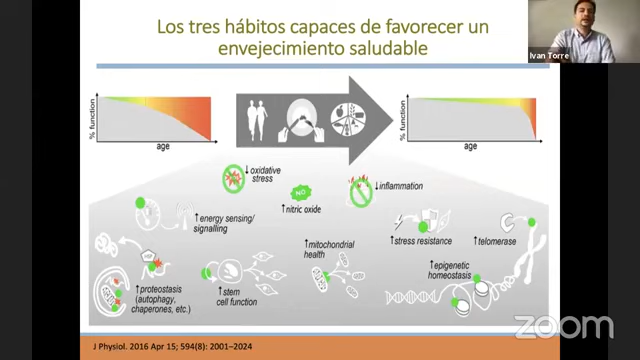 Los tres hábitos capaces de favorecer un
envejecimiento saludable
Ivan Torre
% function
age
% function
age
↓oxidative
stress
NO
↑nitric oxide
↓inflammation
↑energy sensing/
signalling
↑mitochondrial
health
↑stress resistance
↑telomerase
↑proteostasis
(autophagy,
chaperones, etc.)
↑stem
cell function
↑epigenetic
homeostasis
J Physiol. 2016 Apr 15; 594(8): 2001–2024
zoom